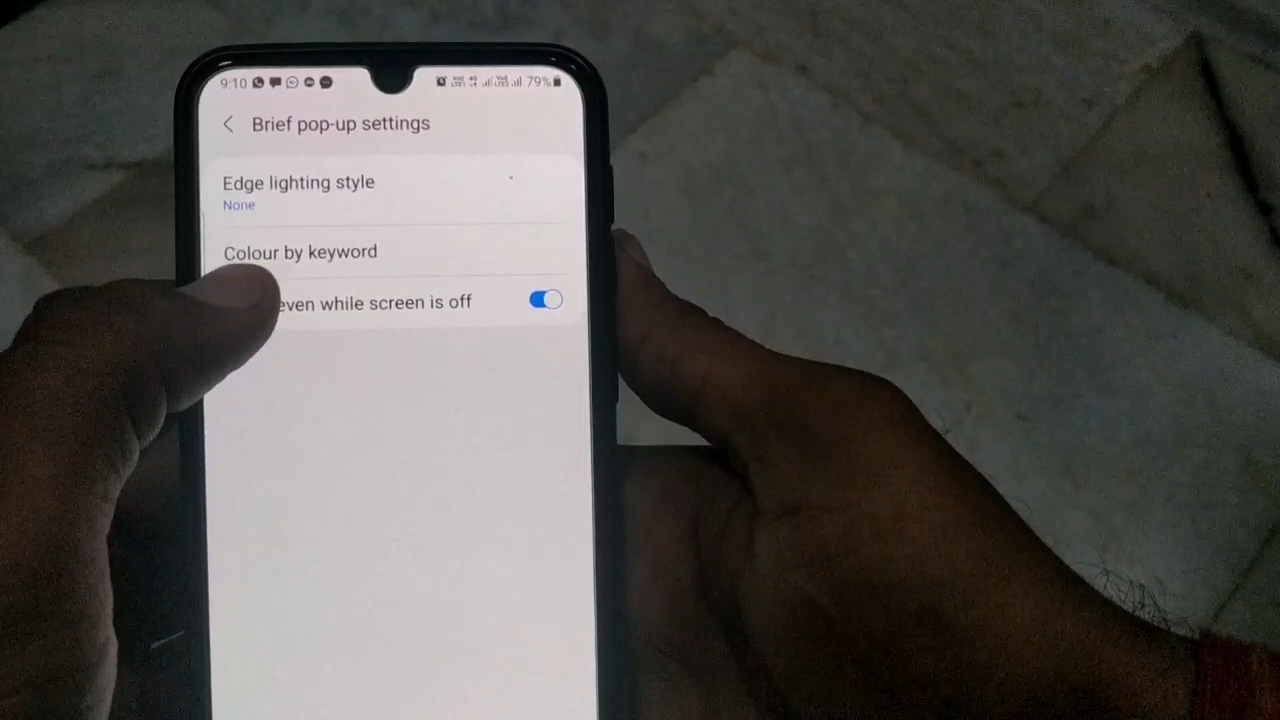 9:10 79%
Brief pop-up settings
Edge lighting style
None
Colour by keyword
even while screen is off